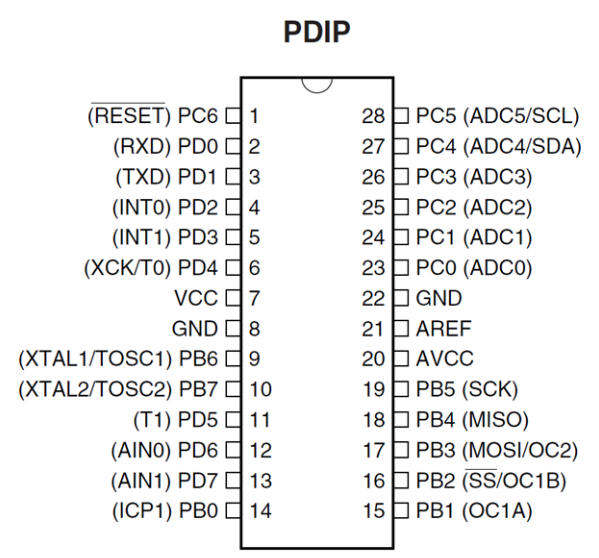 PDIP
(RESET) PC6 1 28 PC5 (ADC5/SCL)
(RXD) PD0 2 27 PC4 (ADC4/SDA)
(TXD) PD1 3 26 PC3 (ADC3)
(INT0) PD2 4 25 PC2 (ADC2)
(INT1) PD3 5 24 PC1 (ADC1)
(XCK/T0) PD4 6 23 PC0 (ADC0)
VCC 7 22 GND
GND 8 21 AREF
(XTAL1/TOSC1) PB6 9 20 AVCC
(XTAL2/TOSC2) PB7 10 19 PB5 (SCK)
(T1) PD5 11 18 PB4 (MISO)
(AIN0) PD6 12 17 PB3 (MOSI/OC2)
(AIN1) PD7 13 16 PB2 (SS/OC1B)
(ICP1) PB0 14 15 PB1 (OC1A)